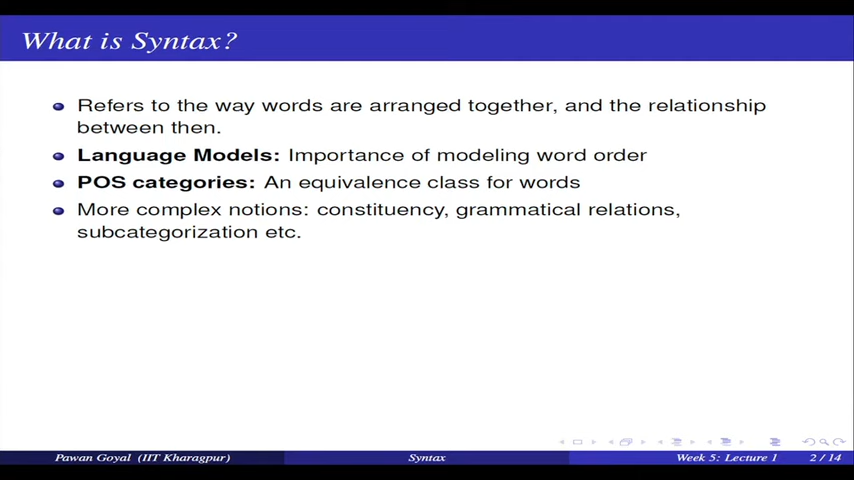 What is Syntax?
Refers to the way words are arranged together, and the relationship
between then.
Language Models: Importance of modeling word order
POS categories: An equivalence class for words
More complex notions: constituency, grammatical relations,
subcategorization etc.
Pawan Goyal (IIT Kharagpur) Syntax Week 5: Lecture 1 2 / 14